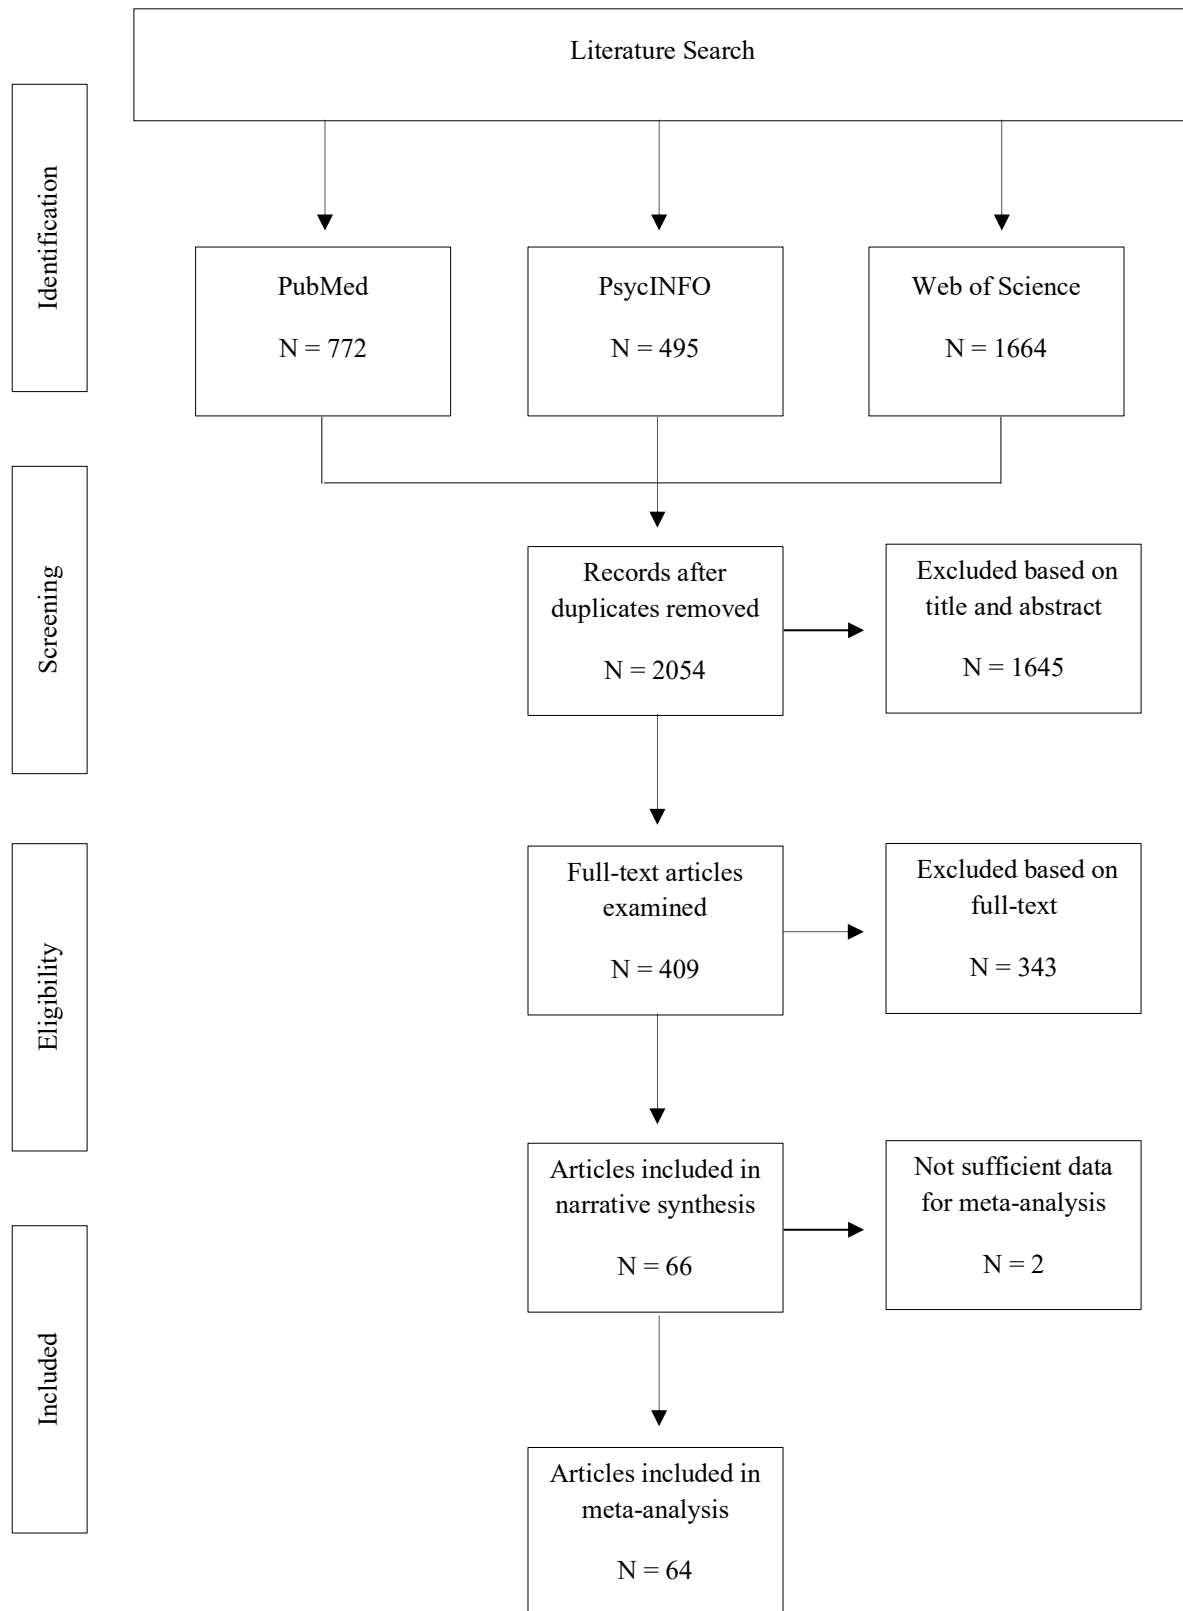 Literature Search
Identification
PubMed
N = 772
PsycINFO
N = 495
Web of Science
N = 1664
Screening
Records after
duplicates removed
N = 2054
Excluded based on
title and abstract
N = 1645
Eligibility
Full-text articles
examined
N = 409
Excluded based on
full-text
N = 343
Articles included in
narrative synthesis
N = 66
Not sufficient data
for meta-analysis
N = 2
Included
Articles included in
meta-analysis
N = 64